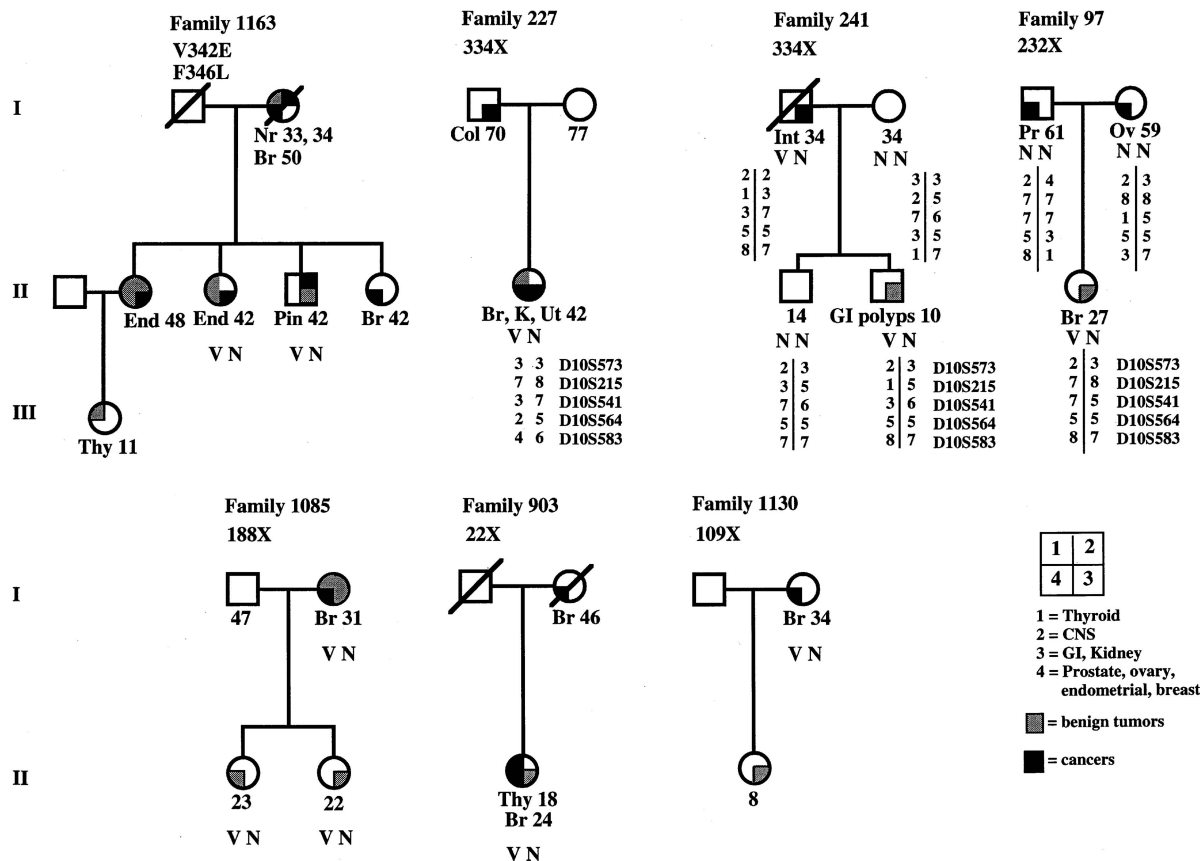 Family 1163
V342E
F346L
Family 227
334X
Family 241
334X
Family 97
232X
I
Nr 33, 34
Br 50
Col 70
77
Int 34
V N
34
N N
Pr 61
N N
Ov 59
N N
2 2
1 3
3 7
5 5
8 7
3 3
2 5
7 6
3 5
1 7
2 4
7 7
7 7
5 3
8 1
2 3
8 8
1 5
5 5
3 7
II
End 48
End 42
V N
Pin 42
V N
Br 42
Br, K, Ut 42
V N
3 3 D10S573
7 8 D10S215
3 7 D10S541
2 5 D10S564
4 6 D10S583
14
N N
2 3
3 5
7 6
5 5
7 7
GI polyps 10
V N
2 3 D10S573
1 5 D10S215
3 6 D10S541
5 5 D10S564
8 7 D10S583
Br 27
V N
2 3 D10S573
7 8 D10S215
7 5 D10S541
5 5 D10S564
8 7 D10S583
III
Thy 11
Family 1085
188X
Family 903
22X
Family 1130
109X
I
47
Br 31
V N
Br 46
Br 34
V N
II
23
V N
22
V N
Thy 18
Br 24
V N
8
1 2
4 3
1 = Thyroid
2 = CNS
3 = GI, Kidney
4 = Prostate, ovary,
endometrial, breast
= benign tumors
= cancers